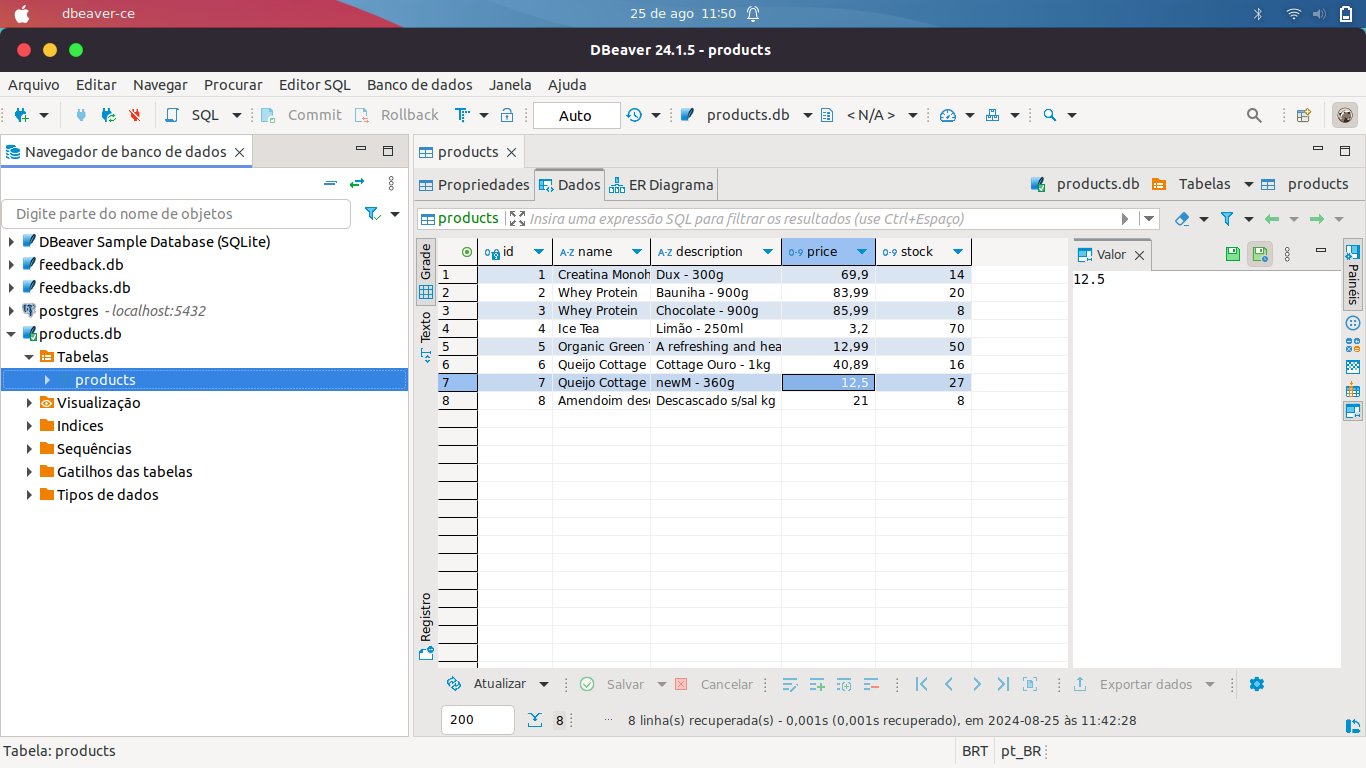 dbeaver-ce 25 de ago 11:50
DBeaver 24.1.5 - products
Arquivo Editar Navegar Procurar Editor SQL Banco de dados Janela Ajuda
SQL Commit Rollback Auto products.db < N/A >
Navegador de banco de dados
Digite parte do nome de objetos
DBeaver Sample Database (SQLite)
feedback.db
feedbacks.db
postgres - localhost:5432
products.db
Tabelas
products
Visualização
Indices
Sequências
Gatilhos das tabelas
Tipos de dados
products
Propriedades Dados ER Diagrama products.db Tabelas products
products Insira uma expressão SQL para filtrar os resultados (use Ctrl+Espaço)
Grade
Texto
Registro
id name description price stock
1 1 Creatina Monoh Dux - 300g 69,9 14
2 2 Whey Protein Bauniha - 900g 83,99 20
3 3 Whey Protein Chocolate - 900g 85,99 8
4 4 Ice Tea Limão - 250ml 3,2 70
5 5 Organic Green A refreshing and hea 12,99 50
6 6 Queijo Cottage Cottage Ouro - 1kg 40,89 16
7 7 Queijo Cottage newM - 360g 12,5 27
8 8 Amendoim desc Descascado s/sal kg 21 8
Valor
12.5
Painéis
Atualizar Salvar Cancelar Exportar dados
200 8 ... 8 linha(s) recuperada(s) - 0,001s (0,001s recuperado), em 2024-08-25 às 11:42:28
Tabela: products BRT pt_BR